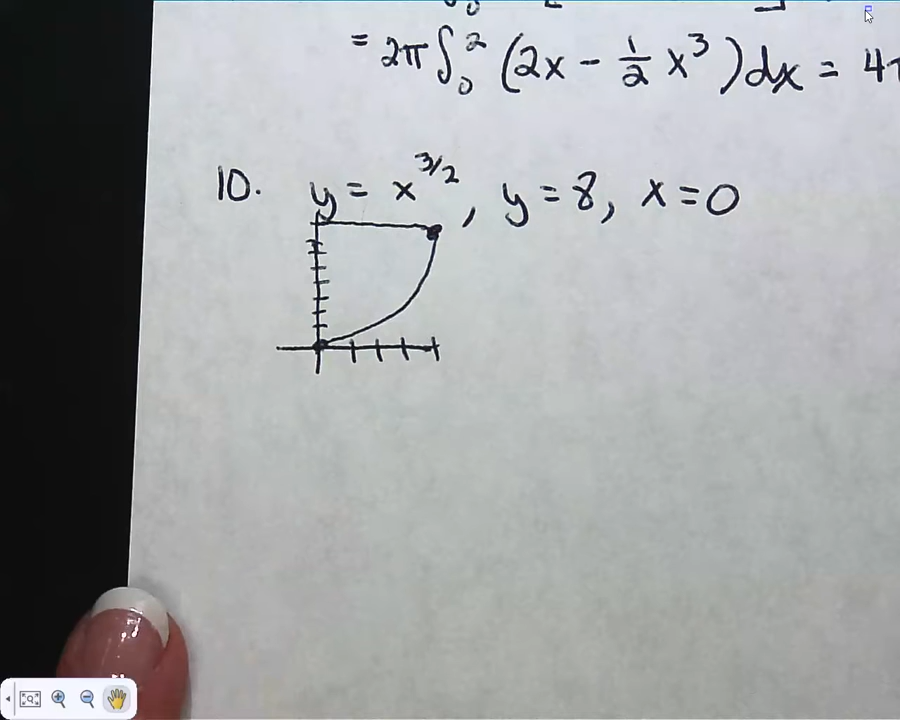 = 2π ∫₀² (2x - 1/2 x³) dx = 4
10. y = x^{3/2}, y = 8, x = 0